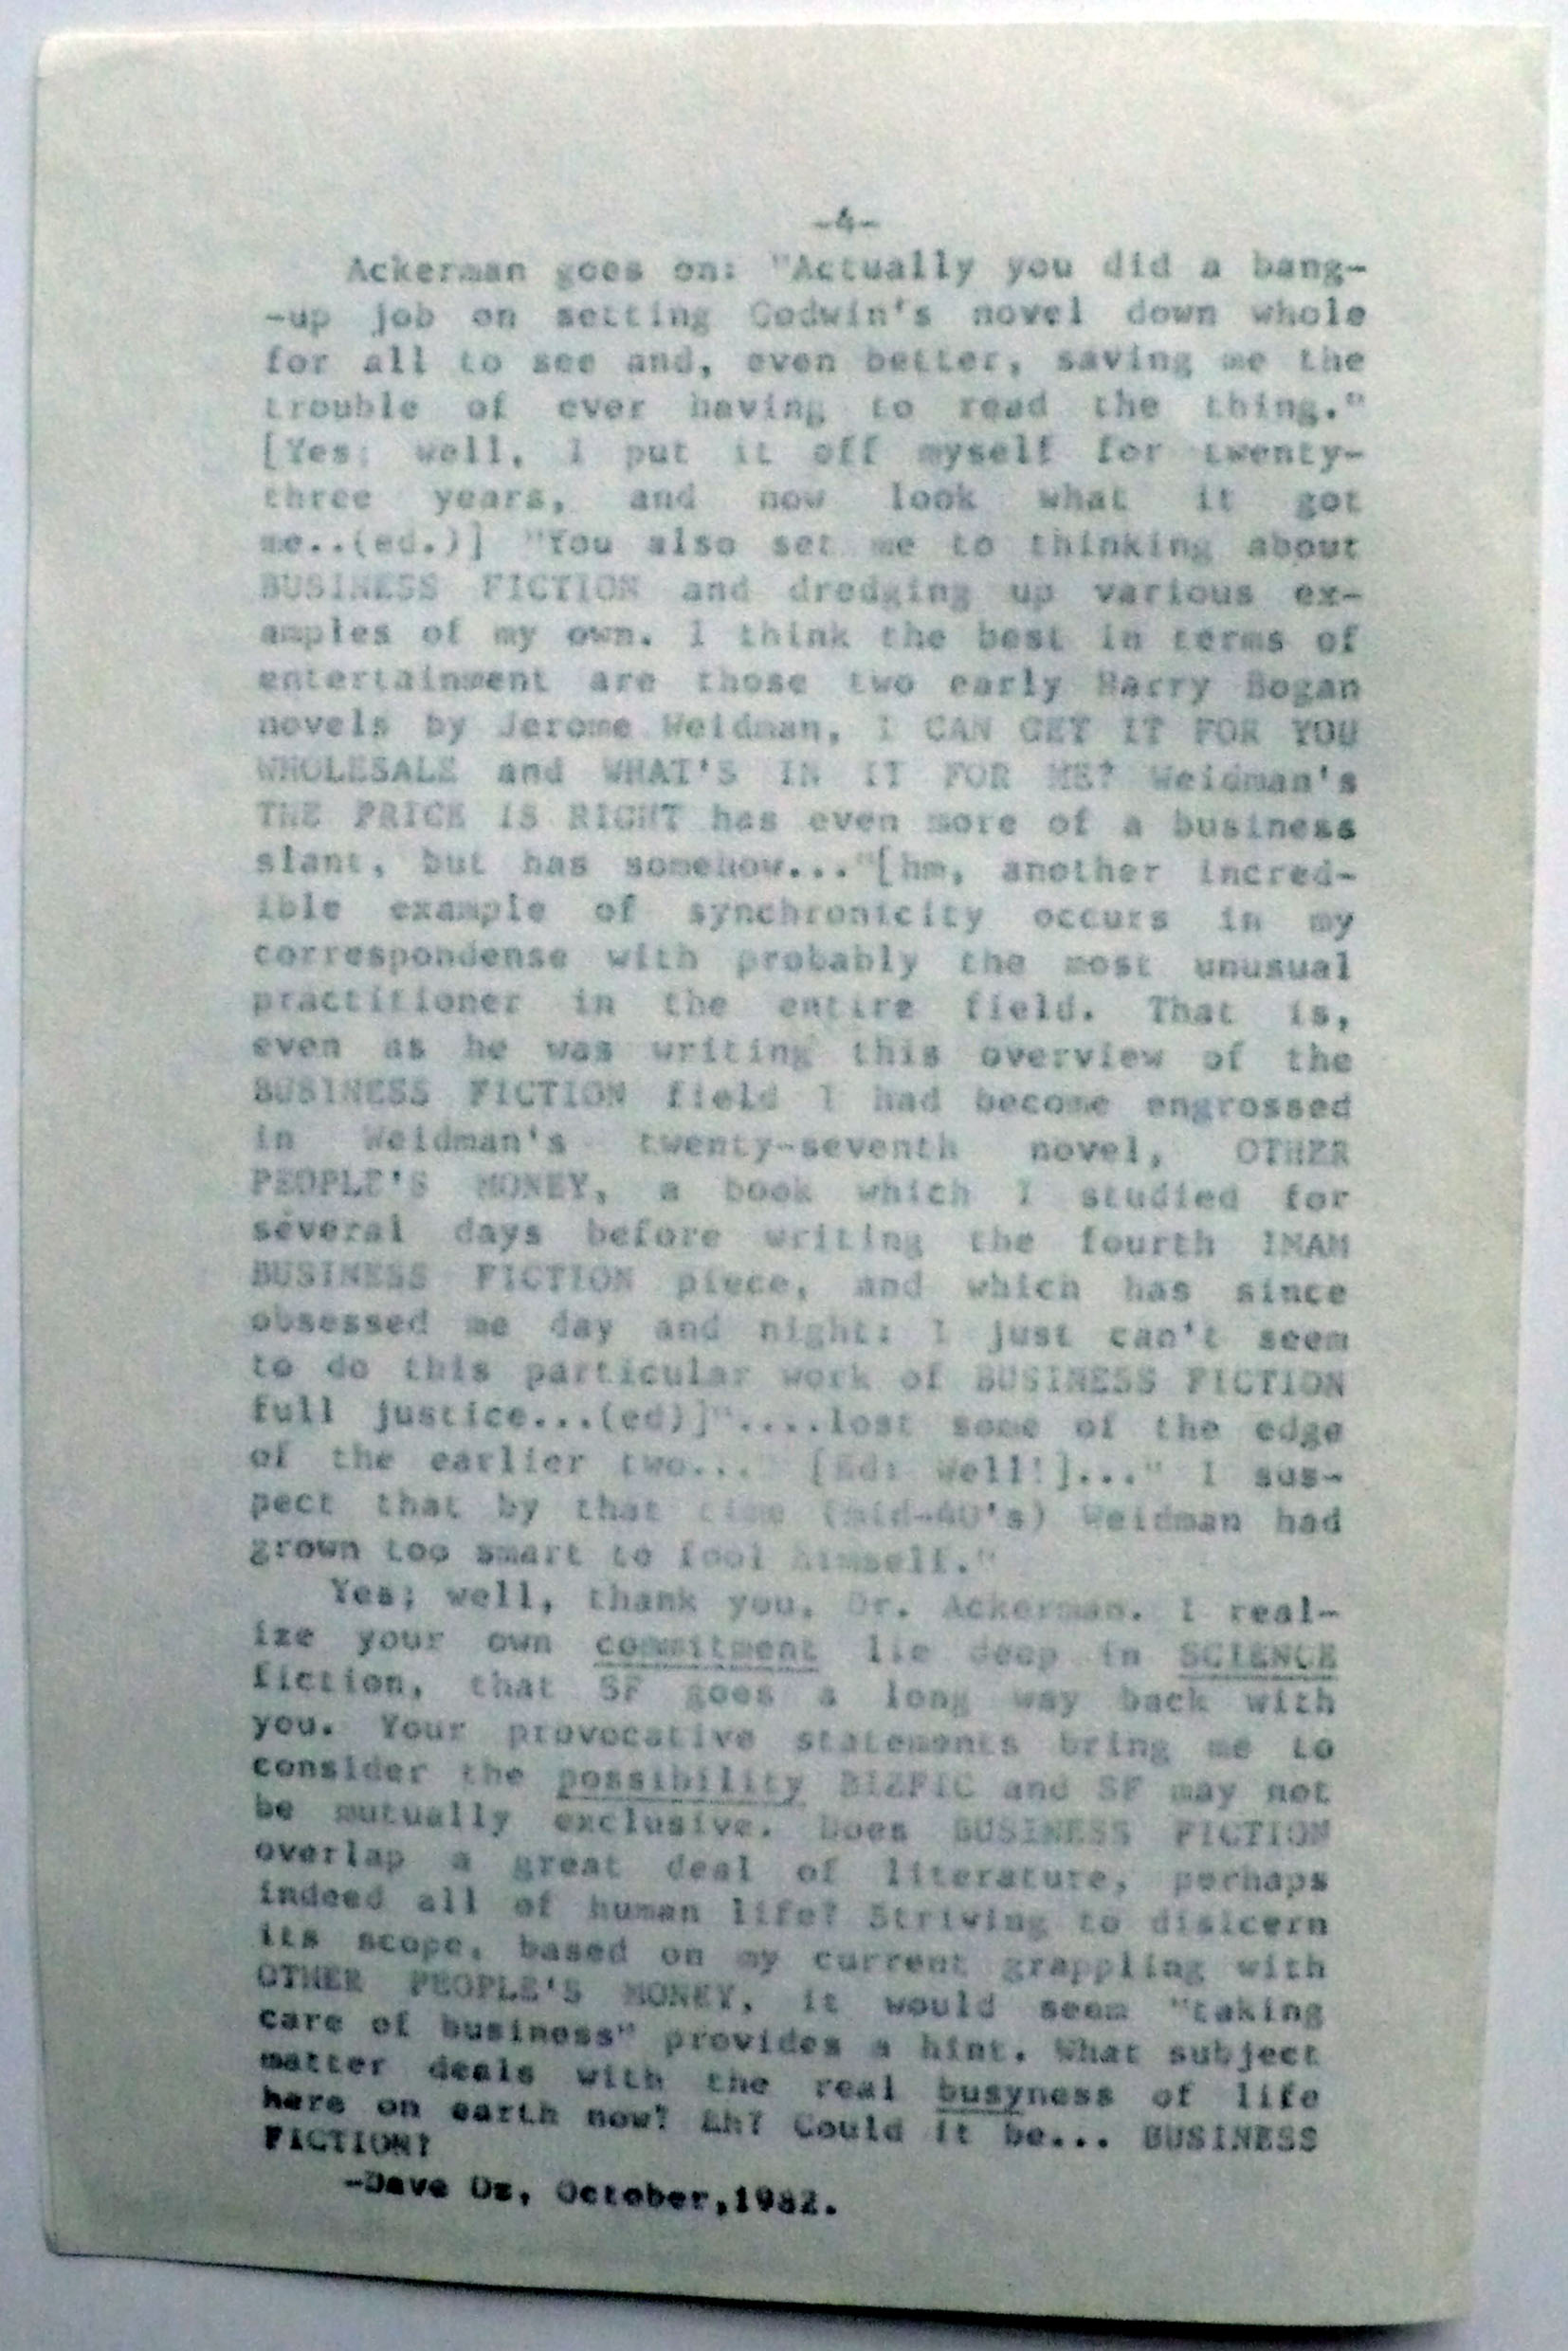 -4-
Ackerman goes on: "Actually you did a bang-
-up job on setting Godwin's novel down whole
for all to see and, even better, saving me the
trouble of ever having to read the thing."
[Yes; well, I put it off myself for twenty-
three years, and now look what it got
me..(ed.)] "You also set me to thinking about
BUSINESS FICTION and dredging up various ex-
amples of my own. I think the best in terms of
entertainment are those two early Harry Bogan
novels by Jerome Weidman, I CAN GET IT FOR YOU
WHOLESALE and WHAT'S IN IT FOR ME? Weidman's
THE PRICE IS RIGHT has even more of a business
slant, but has somehow..."[hm, another incred-
ible example of synchronicity occurs in my
correspondense with probably the most unusual
practitioner in the entire field. That is,
even as he was writing this overview of the
BUSINESS FICTION field I had become engrossed
in Weidman's twenty-seventh novel, OTHER
PEOPLE'S MONEY, a book which I studied for
several days before writing the fourth INAM
BUSINESS FICTION piece, and which has since
obsessed me day and night: I just can't seem
to do this particular work of BUSINESS FICTION
full justice...(ed)]"....lost some of the edge
of the earlier two..." [Ed: Well!]..." I sus-
pect that by that time (mid-40's) Weidman had
grown too smart to fool himself."
Yes; well, thank you, Dr. Ackerman. I real-
ize your own commitment lie deep in SCIENCE
fiction, that SF goes a long way back with
you. Your provocative statements bring me to
consider the possibility BIZFIC and SF may not
be mutually exclusive. Does BUSINESS FICTION
overlap a great deal of literature, perhaps
indeed all of human life? Striving to disicern
its scope, based on my current grappling with
OTHER PEOPLE'S MONEY, it would seem "taking
care of business" provides a hint. What subject
matter deals with the real busyness of life
here on earth now? Eh? Could it be... BUSINESS
FICTION?
-Dave Oz, October,1982.